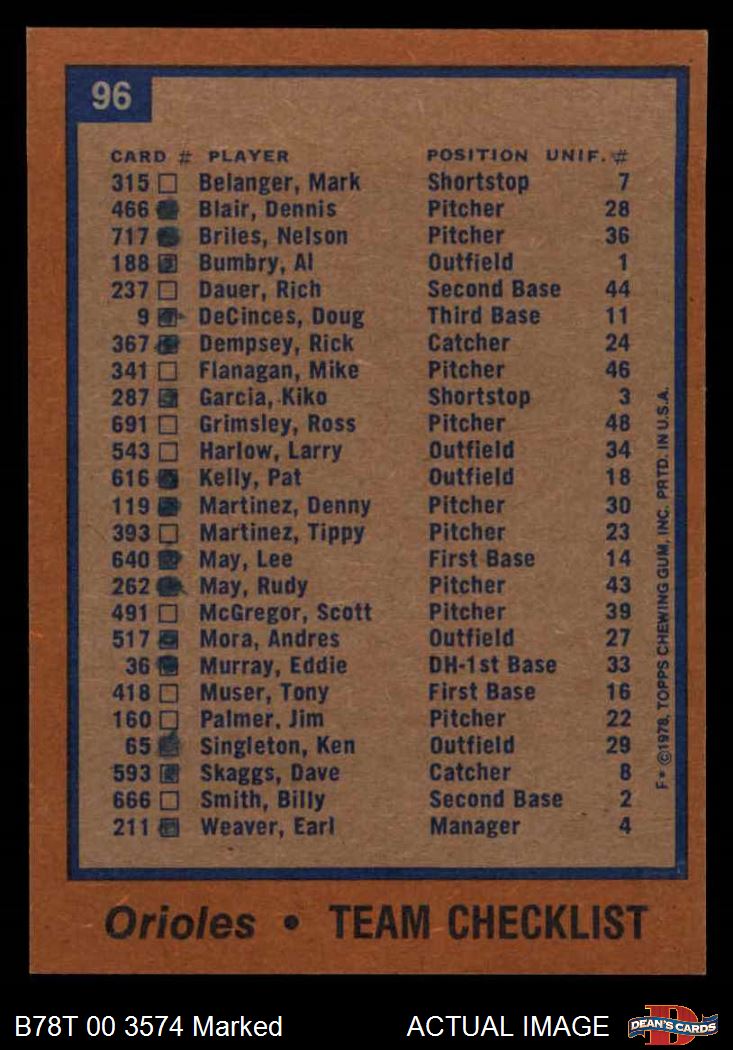 96
CARD # PLAYER POSITION UNIF. #
315 Belanger, Mark Shortstop 7
466 Blair, Dennis Pitcher 28
717 Briles, Nelson Pitcher 36
188 Bumbry, Al Outfield 1
237 Dauer, Rich Second Base 44
9 DeCinces, Doug Third Base 11
367 Dempsey, Rick Catcher 24
341 Flanagan, Mike Pitcher 46
287 Garcia, Kiko Shortstop 3
691 Grimsley, Ross Pitcher 48
543 Harlow, Larry Outfield 34
616 Kelly, Pat Outfield 18
119 Martinez, Denny Pitcher 30
393 Martinez, Tippy Pitcher 23
640 May, Lee First Base 14
262 May, Rudy Pitcher 43
491 McGregor, Scott Pitcher 39
517 Mora, Andres Outfield 27
36 Murray, Eddie DH-1st Base 33
418 Muser, Tony First Base 16
160 Palmer, Jim Pitcher 22
65 Singleton, Ken Outfield 29
593 Skaggs, Dave Catcher 8
666 Smith, Billy Second Base 2
211 Weaver, Earl Manager 4
F* ©1978, TOPPS CHEWING GUM, INC. PRTD. IN U.S.A.
Orioles • TEAM CHECKLIST
B78T 00 3574 Marked ACTUAL IMAGE DEAN'S CARDS